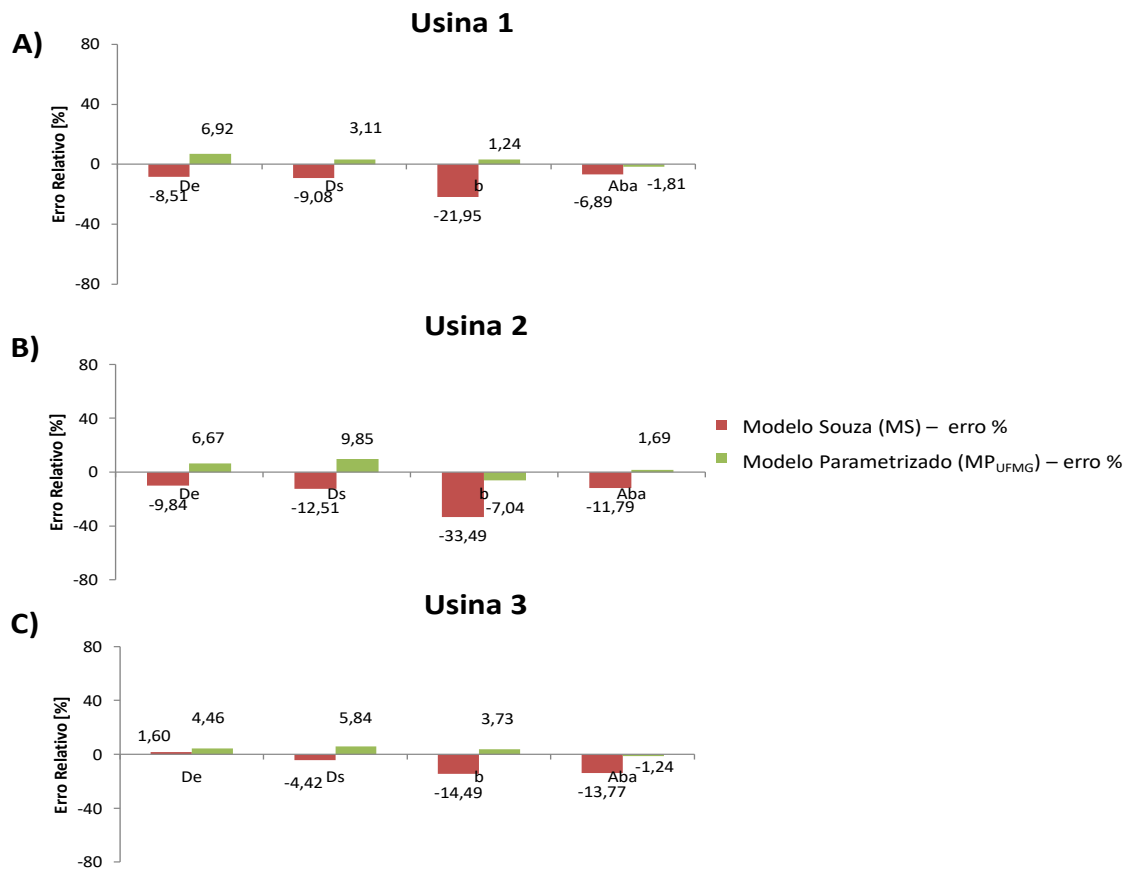 Usina 1
A)
Erro Relativo [%]
80
40
0
-40
-80
6,92
3,11
1,24
-1,81
De
Ds
b
Aba
-8,51
-9,08
-21,95
-6,89
Usina 2
B)
Erro Relativo [%]
80
40
0
-40
-80
6,67
9,85
-7,04
1,69
De
Ds
b
Aba
-9,84
-12,51
-33,49
-11,79
Modelo Souza (MS) – erro %
Modelo Parametrizado (MPUFMG) – erro %
Usina 3
C)
Erro Relativo [%]
80
40
0
-40
-80
1,60
4,46
5,84
3,73
-1,24
De
Ds
b
Aba
-4,42
-14,49
-13,77